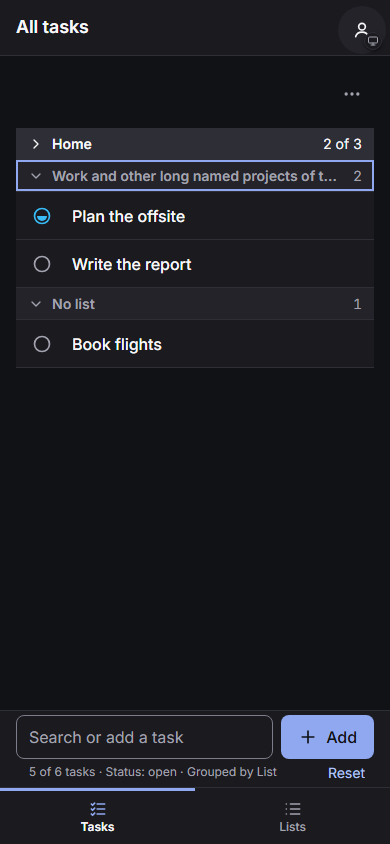 All tasks
Home 2 of 3
Work and other long named projects of t... 2
Plan the offsite
Write the report
No list 1
Book flights
Search or add a task
Add
5 of 6 tasks · Status: open · Grouped by List
Reset
Tasks
Lists